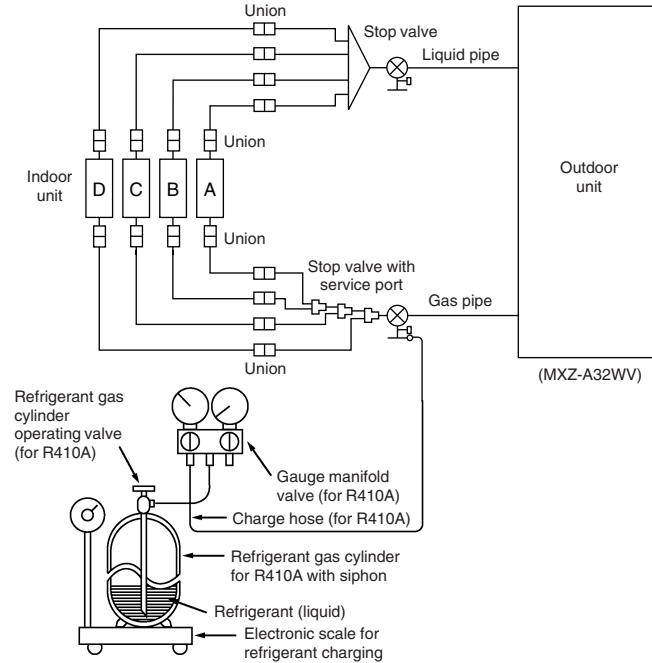 Union
Stop valve
Liquid pipe
Union
Indoor
unit
D
C
B
A
Outdoor
unit
Union
Stop valve with
service port
Gas pipe
Union
(MXZ-A32WV)
Refrigerant gas
cylinder
operating valve
(for R410A)
Gauge manifold
valve (for R410A)
Charge hose (for R410A)
Refrigerant gas cylinder
for R410A with siphon
Refrigerant (liquid)
Electronic scale for
refrigerant charging